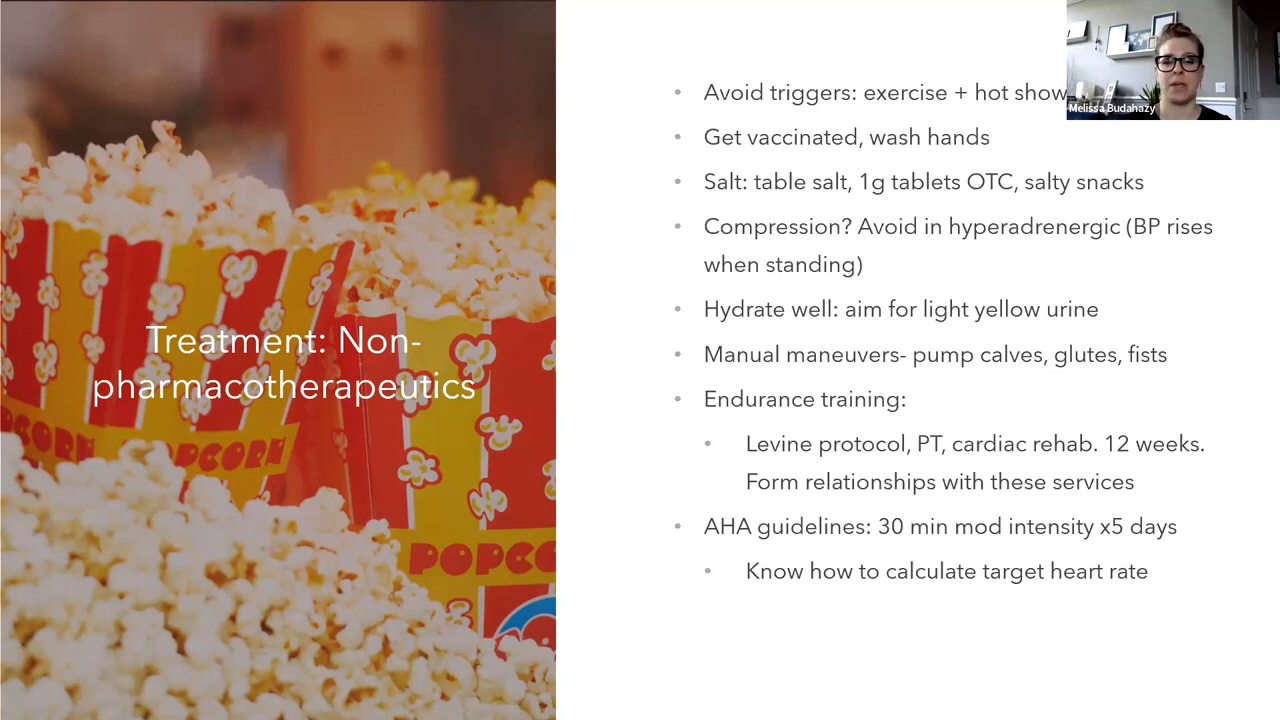 Treatment: Non-
pharmacotherapeutics
POPCORN
POPCO
Avoid triggers: exercise + hot show
Get vaccinated, wash hands
Salt: table salt, 1g tablets OTC, salty snacks
Compression? Avoid in hyperadrenergic (BP rises
when standing)
Hydrate well: aim for light yellow urine
Manual maneuvers- pump calves, glutes, fists
Endurance training:
Levine protocol, PT, cardiac rehab. 12 weeks.
Form relationships with these services
AHA guidelines: 30 min mod intensity x5 days
Know how to calculate target heart rate
Melissa Budahazy